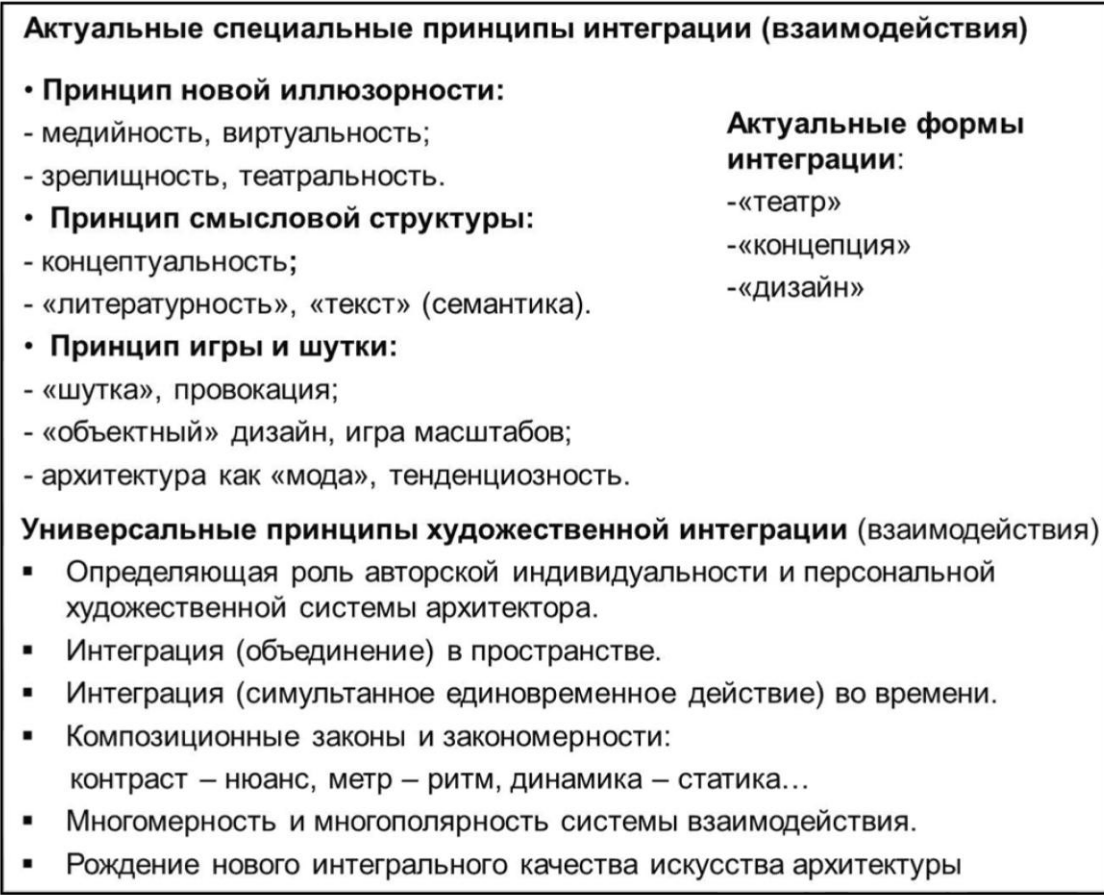 Актуальные специальные принципы интеграции (взаимодействия)
• Принцип новой иллюзорности:
- медийность, виртуальность;
- зрелищность, театральность.
• Принцип смысловой структуры:
- концептуальность;
- «литературность», «текст» (семантика).
• Принцип игры и шутки:
- «шутка», провокация;
- «объектный» дизайн, игра масштабов;
- архитектура как «мода», тенденциозность.
Актуальные формы
интеграции:
-«театр»
-«концепция»
-«дизайн»
Универсальные принципы художественной интеграции (взаимодействия)
▪ Определяющая роль авторской индивидуальности и персональной
художественной системы архитектора.
▪ Интеграция (объединение) в пространстве.
▪ Интеграция (симультанное единовременное действие) во времени.
▪ Композиционные законы и закономерности:
контраст – нюанс, метр – ритм, динамика – статика…
▪ Многомерность и многополярность системы взаимодействия.
▪ Рождение нового интегрального качества искусства архитектуры